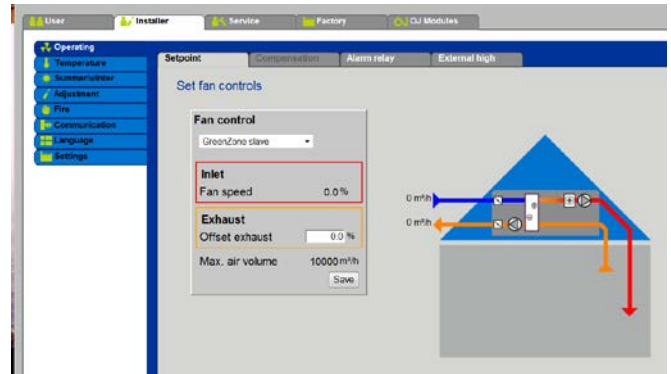 User Installer Service Factory OJ Modules
Operating
Temperature
Summer/winter
Adjustment
Fire
Communication
Language
Settings
Setpoint Compensation Alarm relay External high
Set fan controls
Fan control
GreenZone slave
Inlet
Fan speed 0.0 %
Exhaust
Offset exhaust 0.0 %
Max. air volume 10000 m³/h
Save
0 m³/h
0 m³/h